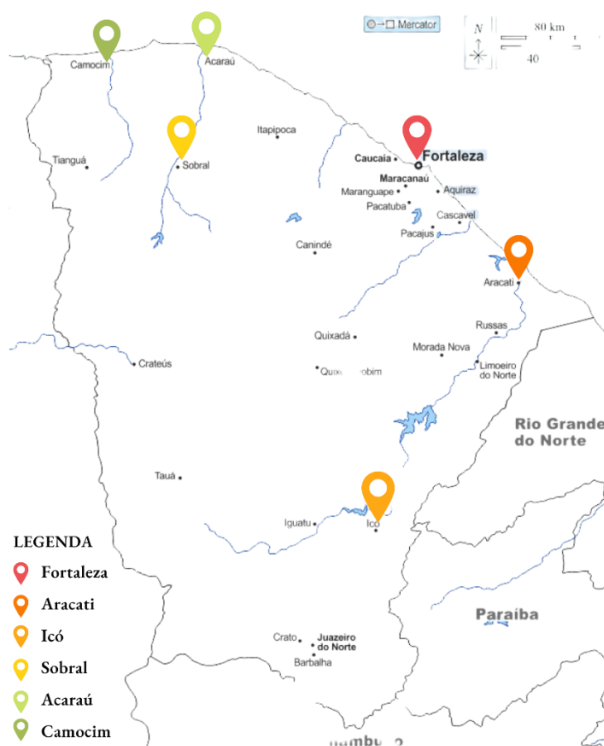 Mercator
N
80 km
40
Camocim
Acaraú
Itapipoca
Tianguá
Sobral
Caucaia
Fortaleza
Maracanaú
Maranguape
Aquiraz
Pacatuba
Cascavel
Pacajus
Canindé
Aracati
Quixadá
Russas
Morada Nova
Crateús
Limoeiro
do Norte
Rio Grande
do Norte
Tauá
Iguatu
Icó
Paraíba
Crato
Juazeiro
do Norte
Barbalha
LEGENDA
Fortaleza
Aracati
Icó
Sobral
Acaraú
Camocim